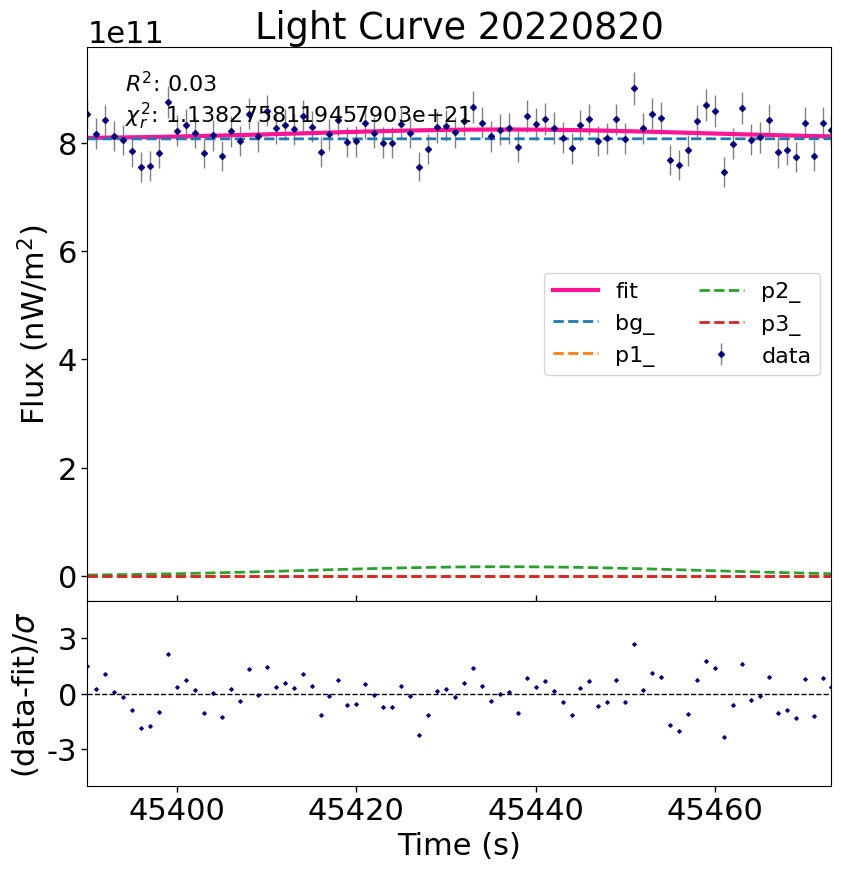 Light Curve 20220820
1e11
R²: 0.03
χ²ᵣ: 1.1382758119457903e+21
8
6
4
2
0
Flux (nW/m²)
fit
bg_
p1_
p2_
p3_
data
3
0
-3
(data-fit)/σ
45400 45420 45440 45460
Time (s)